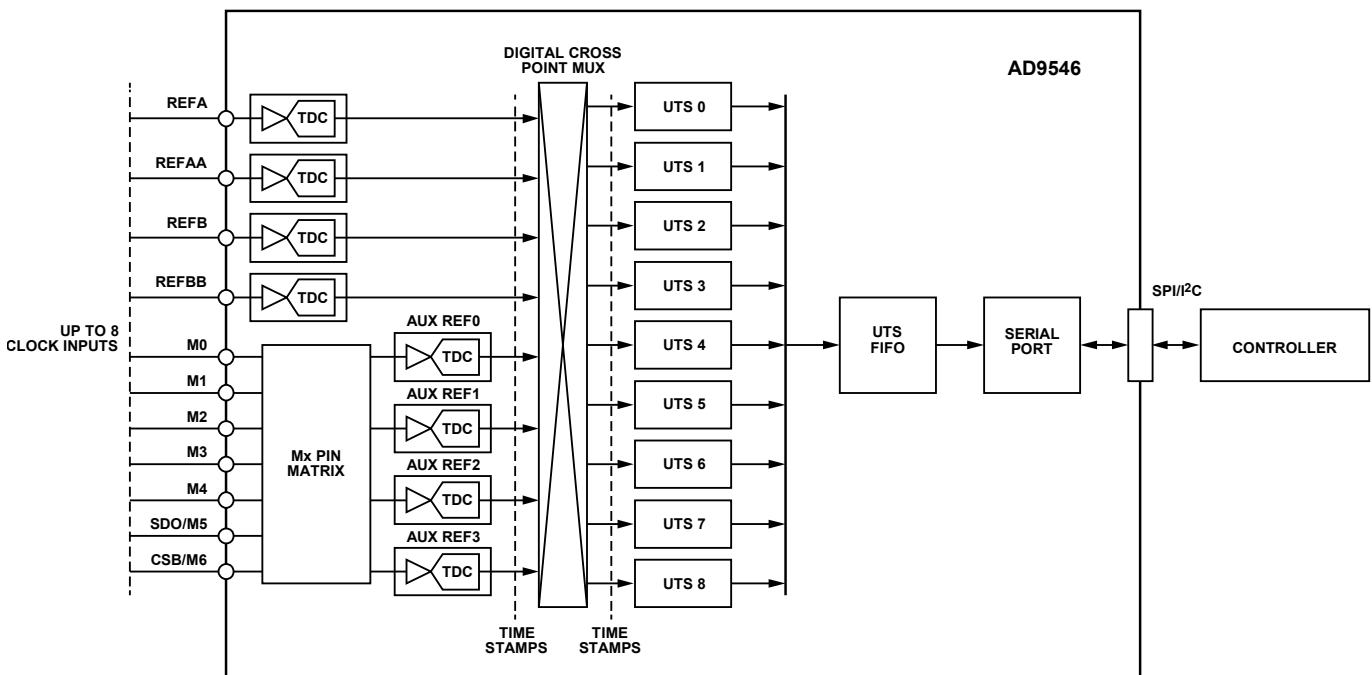 DIGITAL CROSS
POINT MUX
AD9546
REFA
TDC
UTS 0
REFAA
TDC
UTS 1
REFB
TDC
UTS 2
REFBB
TDC
UTS 3
UP TO 8
CLOCK INPUTS
M0
M1
M2
M3
M4
SDO/M5
CSB/M6
Mx PIN
MATRIX
AUX REF0
TDC
AUX REF1
TDC
AUX REF2
TDC
AUX REF3
TDC
UTS 4
UTS 5
UTS 6
UTS 7
UTS 8
UTS
FIFO
SERIAL
PORT
SPI/I²C
CONTROLLER
TIME
STAMPS
TIME
STAMPS